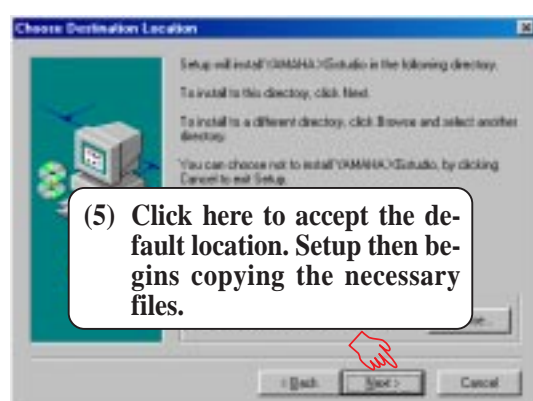 Choose Destination Location
Setup will install YAMAHA XGstudio in the following directory.
To install to this directory, click Next.
To install to a different directory, click Browse and select another
directory.
You can choose not to install YAMAHA XGstudio, by clicking
Cancel to exit Setup.
(5) Click here to accept the de-
fault location. Setup then be-
gins copying the necessary
files.
< Back
Next >
Cancel